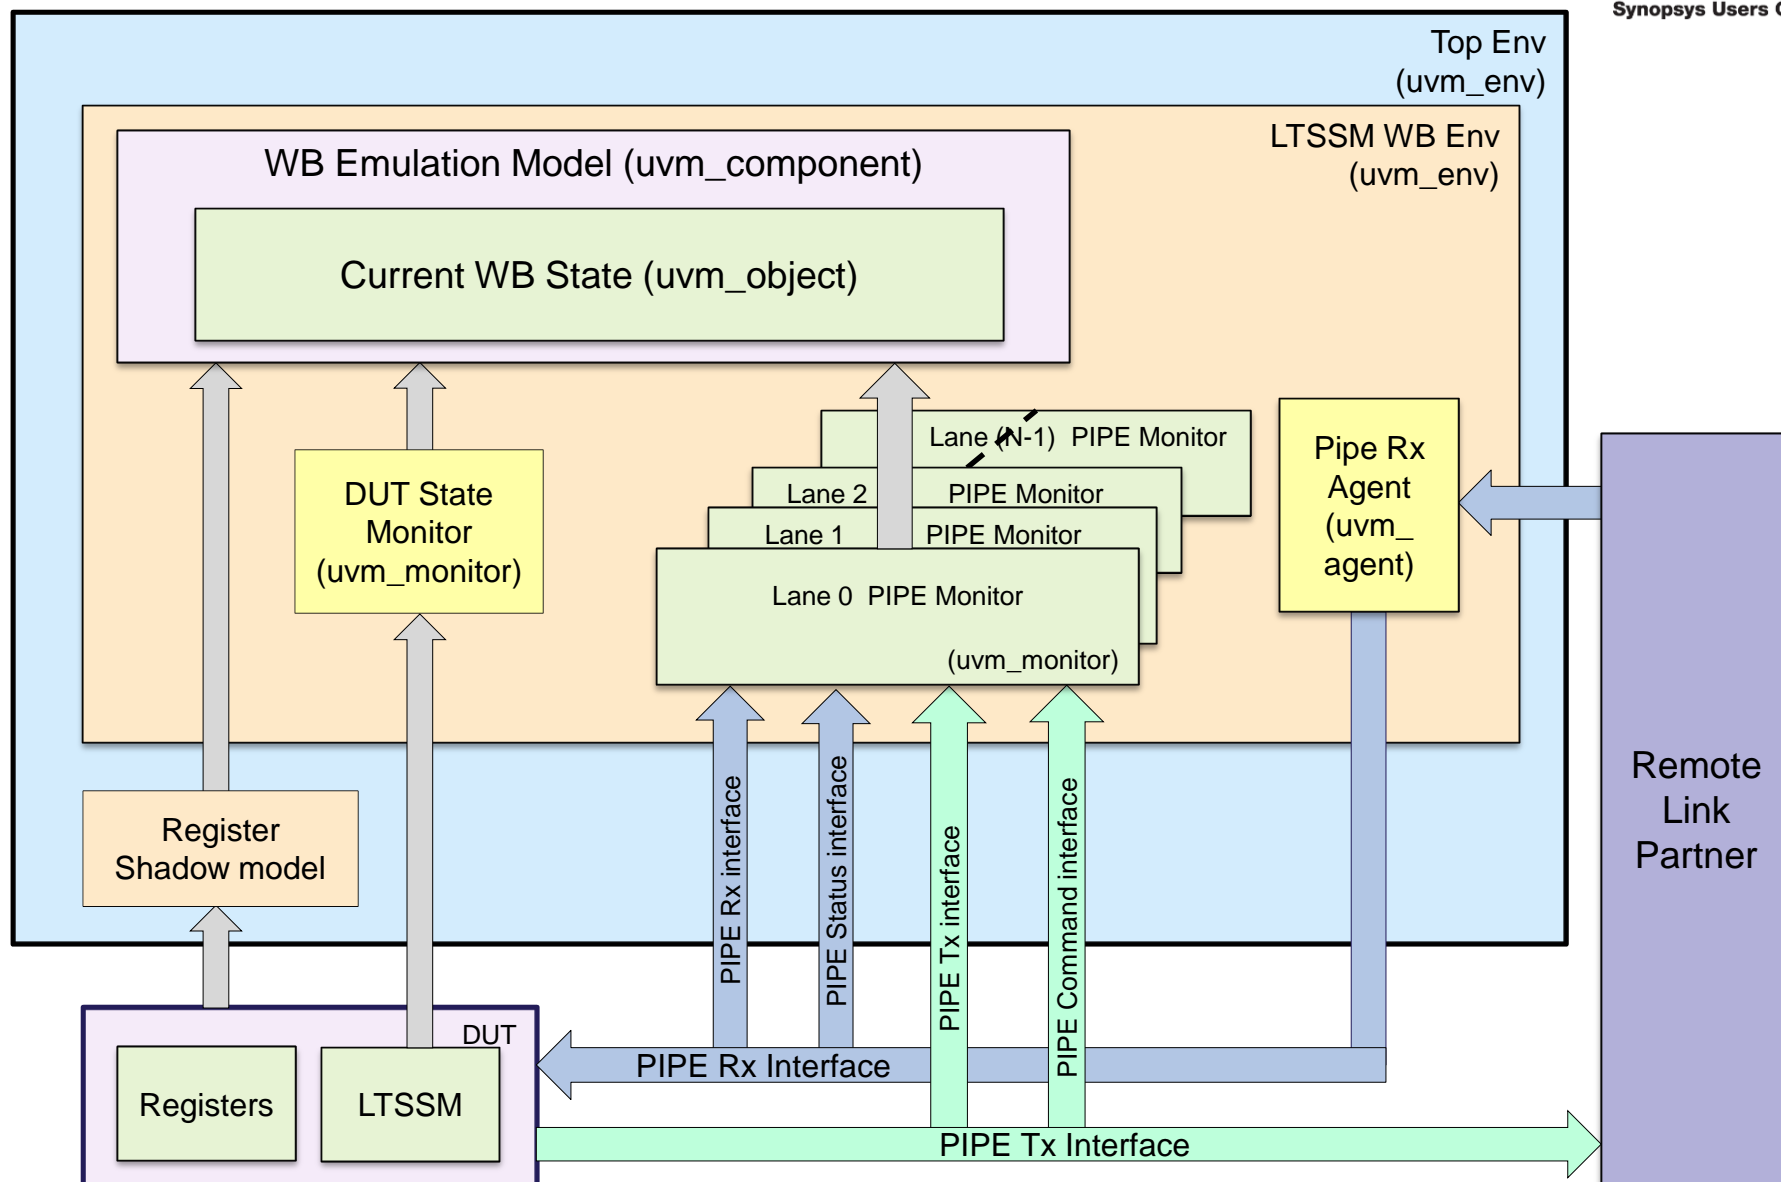 Synopsys Users
Top Env
(uvm_env)
LTSSM WB Env
(uvm_env)
WB Emulation Model (uvm_component)
Current WB State (uvm_object)
Lane (N-1) PIPE Monitor
Lane 2 PIPE Monitor
Lane 1 PIPE Monitor
Lane 0 PIPE Monitor
(uvm_monitor)
DUT State
Monitor
(uvm_monitor)
Pipe Rx
Agent
(uvm_
agent)
Remote
Link
Partner
Register
Shadow model
PIPE Rx interface
PIPE Status interface
PIPE Tx interface
PIPE Command interface
DUT
Registers
LTSSM
PIPE Rx Interface
PIPE Tx Interface